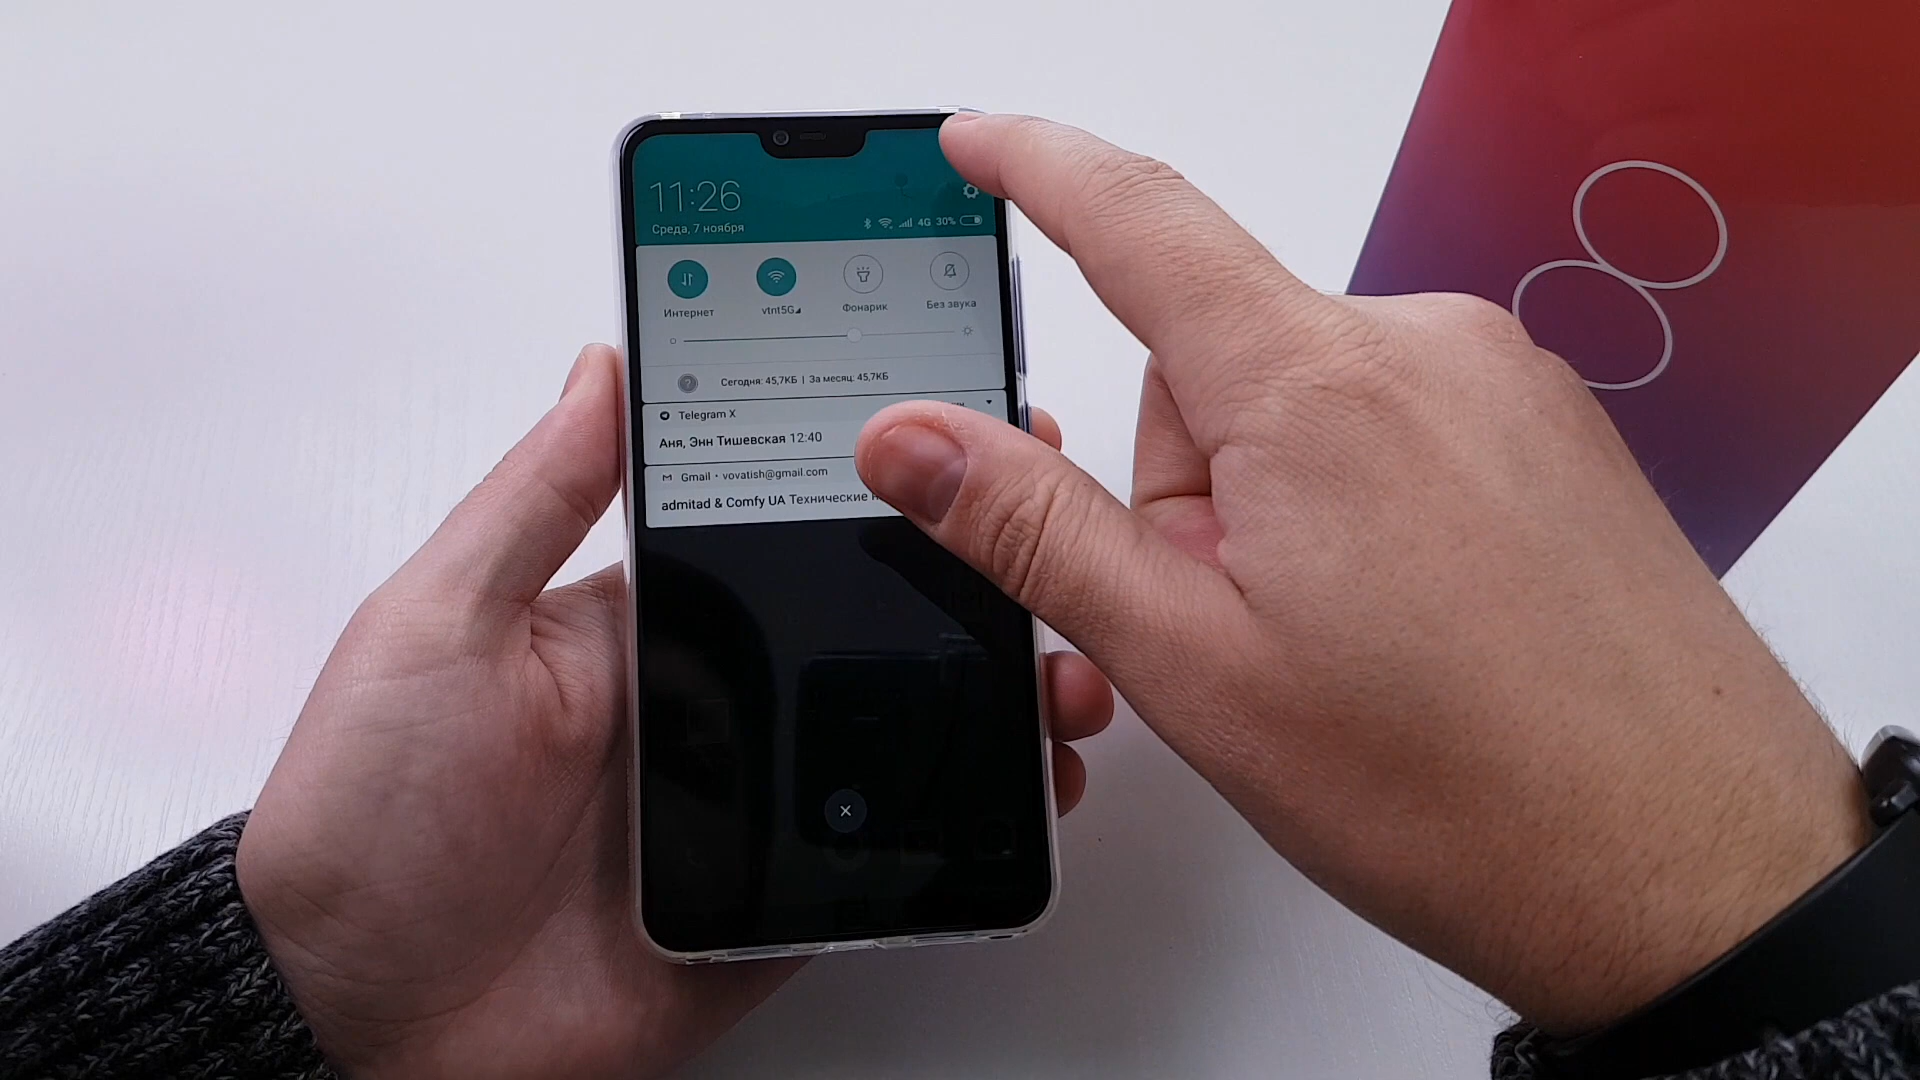 11:26
Среда, 7 ноября
4G 30%
Интернет
vtnt5G
Фонарик
Без звука
Сегодня: 45,7КБ | За месяц: 45,7КБ
Telegram X
Аня, Энн Тишевская 12:40
Gmail • vovatish@gmail.com
admitad & Comfy UA Технические
8